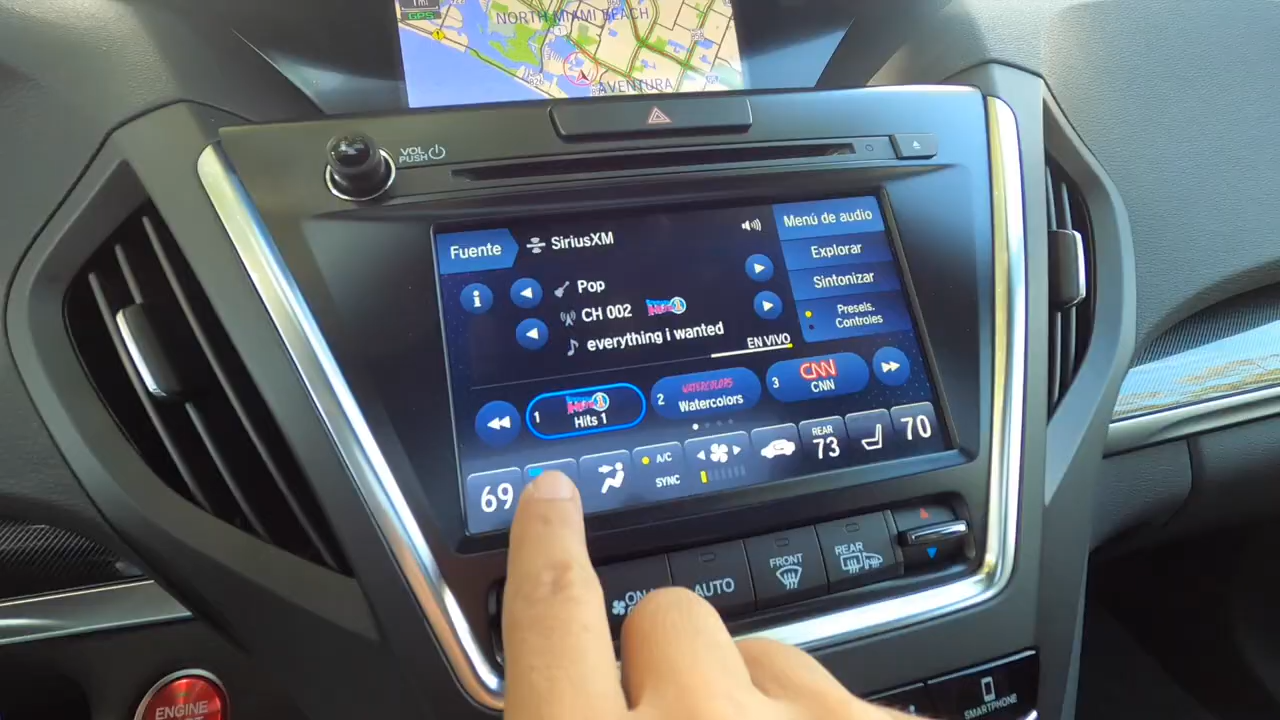 GPS
NORTH MIAMI BEACH
AVENTURA
VOL
PUSH
Fuente
SiriusXM
Menú de audio
Explorar
Sintonizar
Presels.
Controles
Pop
CH 002
everything i wanted
EN VIVO
1
Hits 1
2
WATERCOLORS
Watercolors
3
CNN
CNN
69
A/C
SYNC
REAR
73
70
AUTO
FRONT
REAR
ENGINE
SMARTPHONE